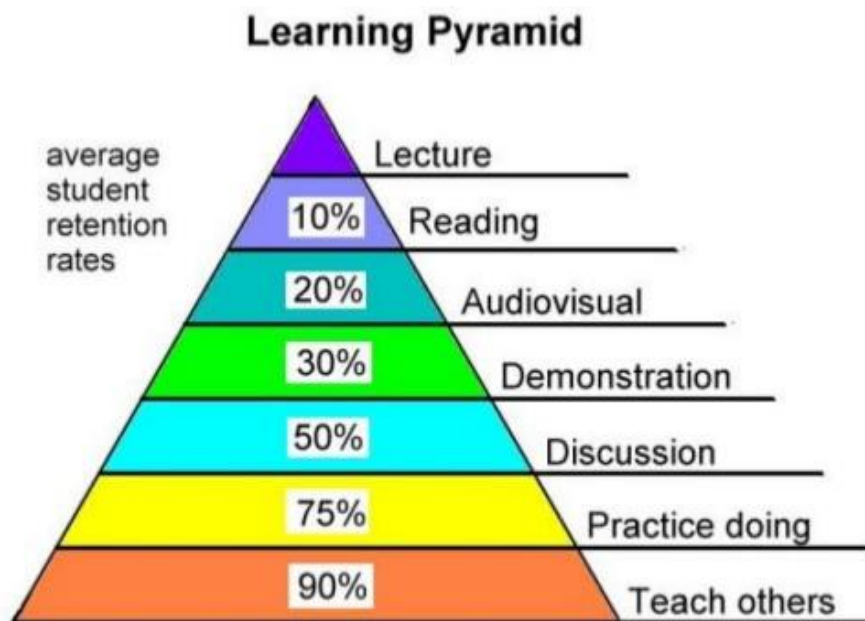 Learning Pyramid
average
student
retention
rates
Lecture
10% Reading
20% Audiovisual
30% Demonstration
50% Discussion
75% Practice doing
90% Teach others